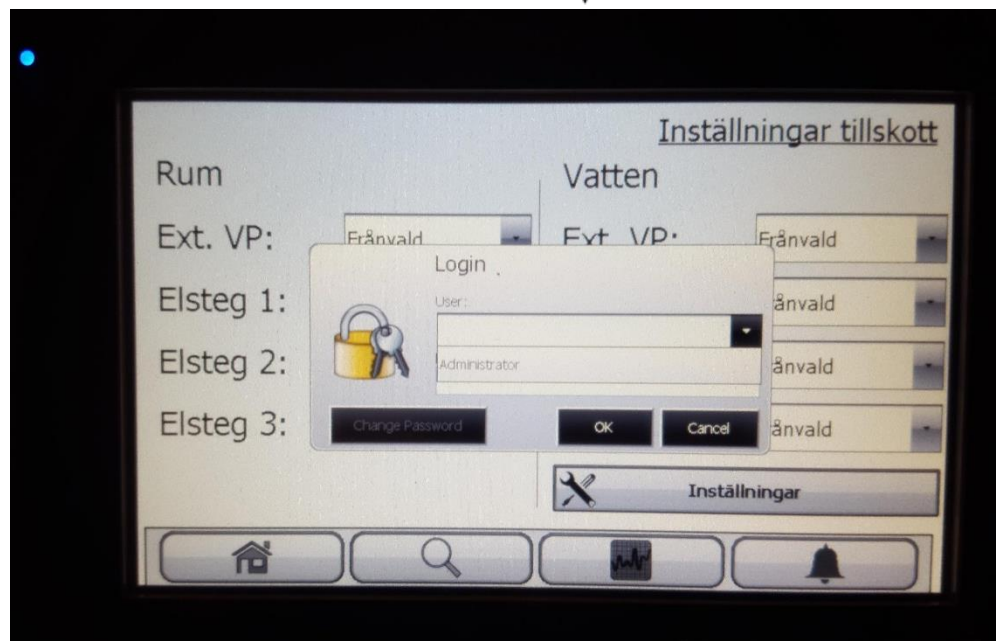 Inställningar tillskott
Rum
Vatten
Ext. VP:
Frånvald
Ext. VP:
Frånvald
Login
User:
Elsteg 1:
ånvald
Administrator
Elsteg 2:
ånvald
Elsteg 3:
Change Password
OK
Cancel
ånvald
Inställningar